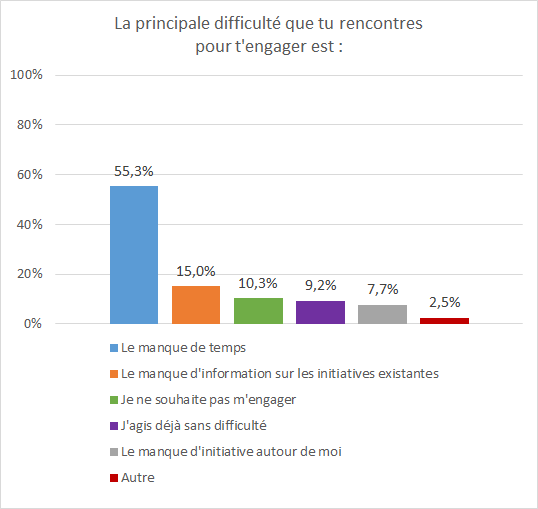 La principale difficulté que tu rencontres
pour t'engager est :
100%
80%
60%
40%
20%
0%
55,3%
15,0%
10,3%
9,2%
7,7%
2,5%
Le manque de temps
Le manque d'information sur les initiatives existantes
Je ne souhaite pas m'engager
J'agis déjà sans difficulté
Le manque d'initiative autour de moi
Autre